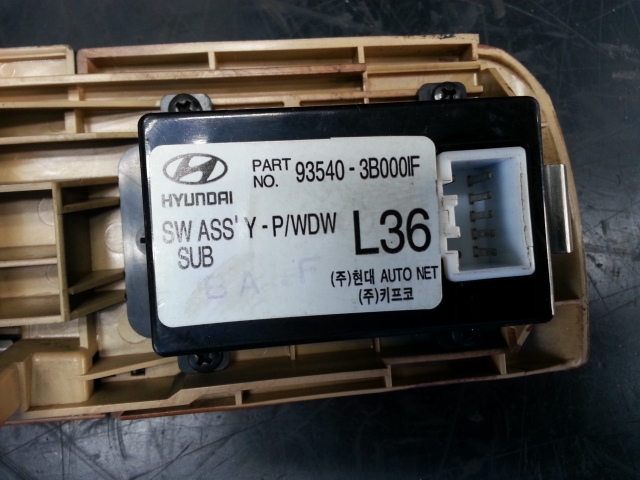 HYUNDAI
PART NO. 93540-3B000IF
SW ASS'Y-P/WDW
SUB
L36
6A F
(주)현대 AUTO NET
(주)키프코